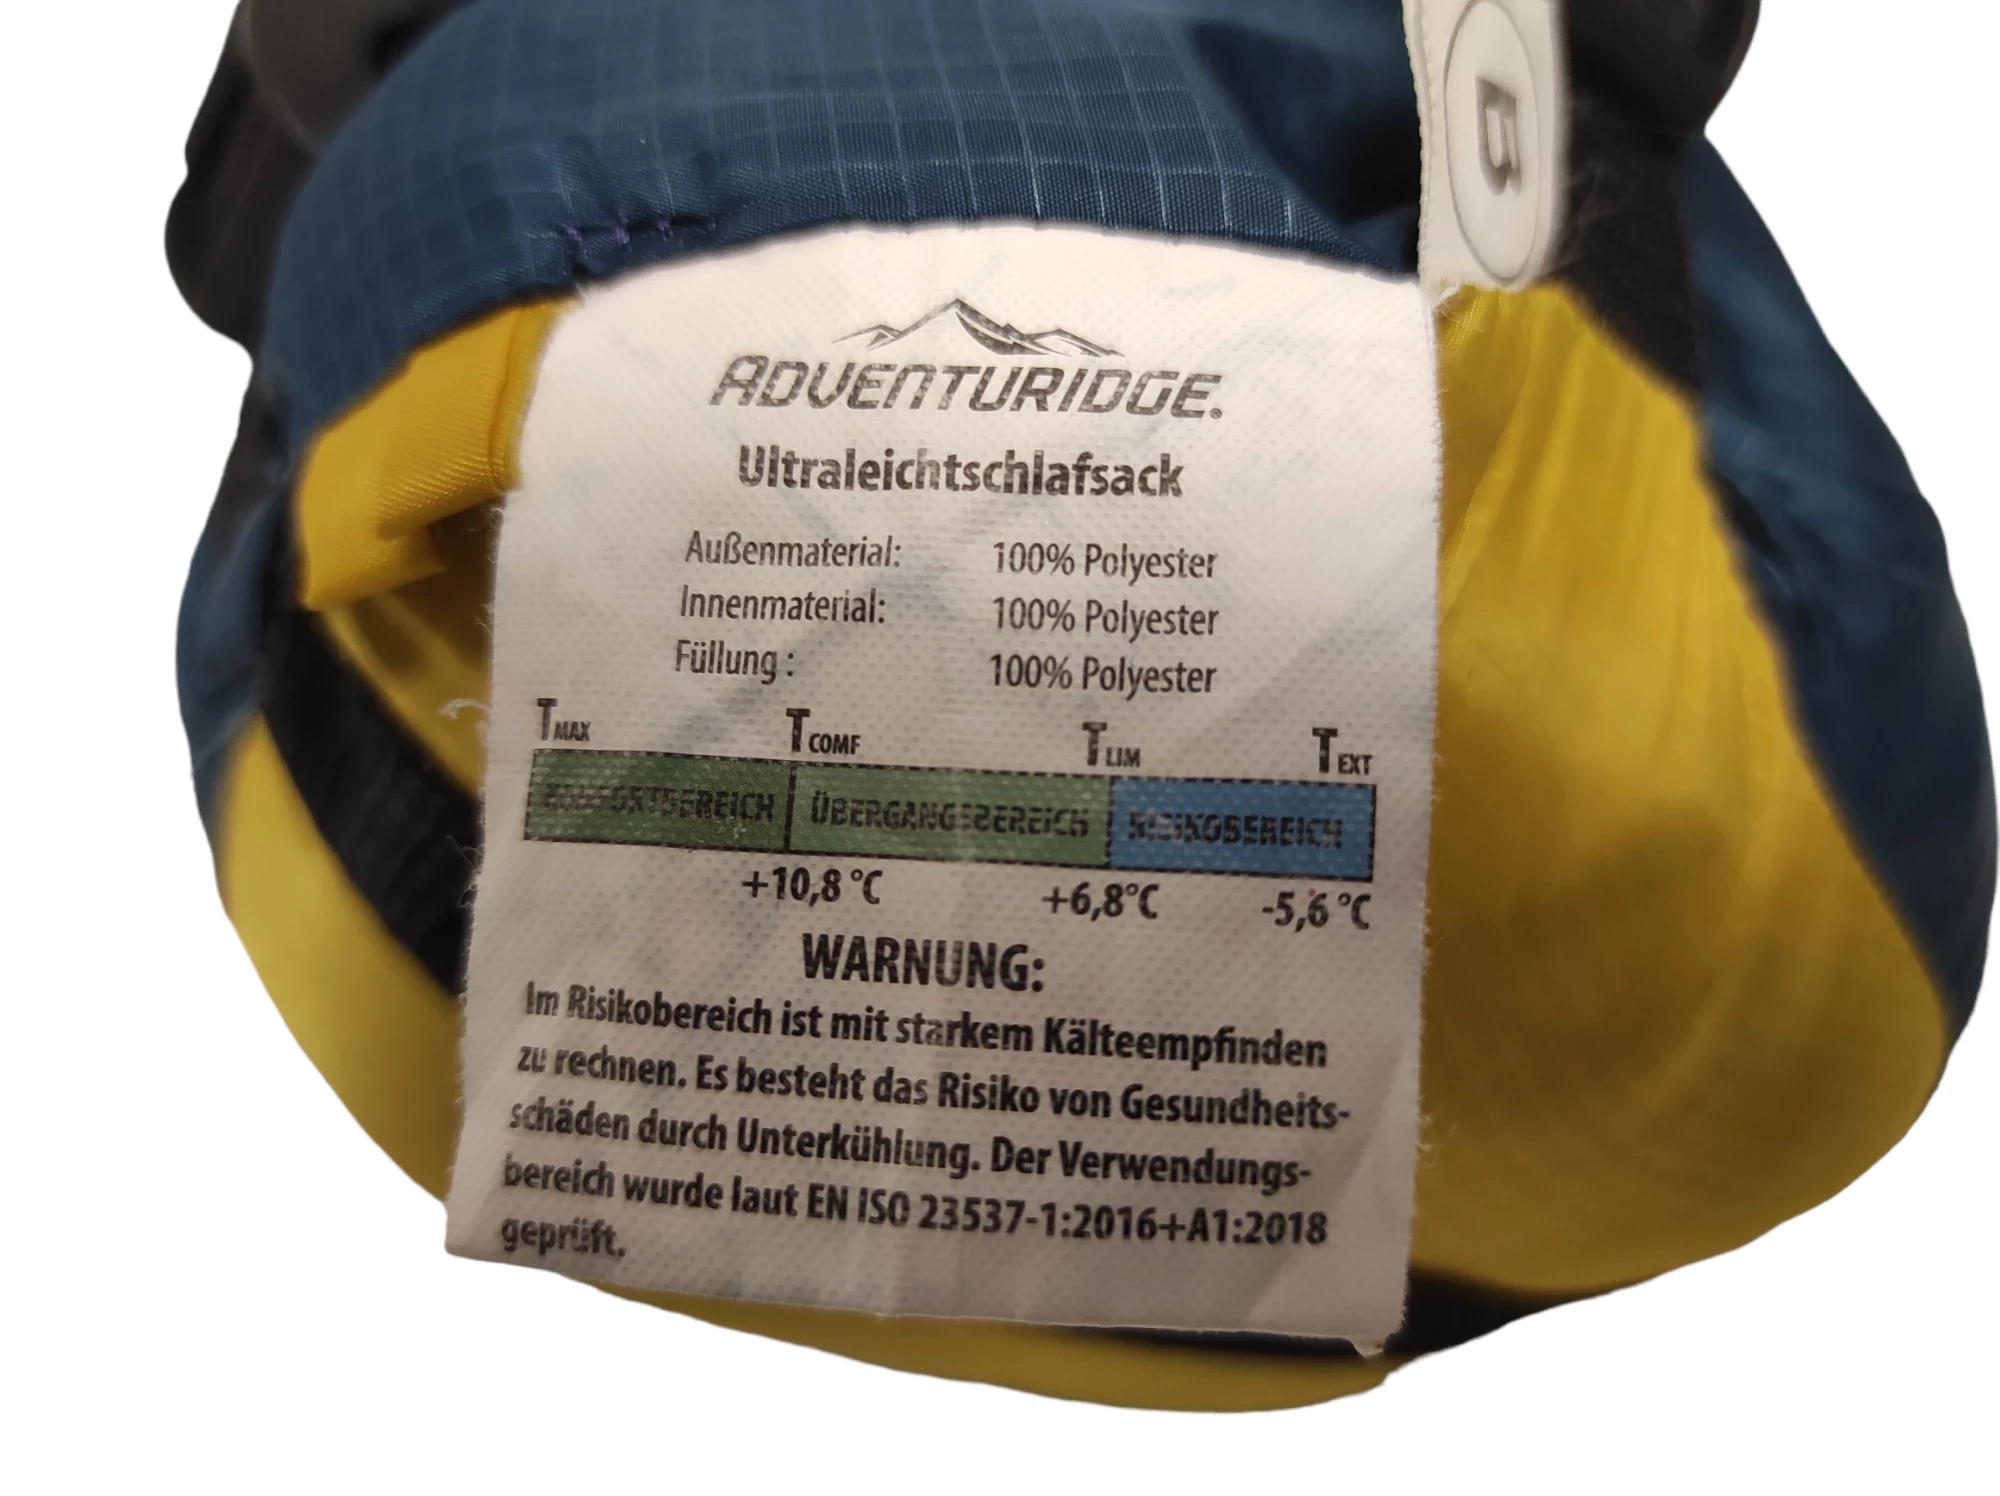 B
ADVENTURIDGE®
Ultraleichtschlafsack
Außenmaterial: 100% Polyester
Innenmaterial: 100% Polyester
Füllung : 100% Polyester
TMAX TCOMF TLIM TEXT
KOMFORTBEREICH ÜBERGANGSBEREICH RISIKOBEREICH
+10,8 °C +6,8°C -5,6 °C
WARNUNG:
Im Risikobereich ist mit starkem Kälteempfinden
zu rechnen. Es besteht das Risiko von Gesundheits-
schäden durch Unterkühlung. Der Verwendungs-
bereich wurde laut EN ISO 23537-1:2016+A1:2018
geprüft.